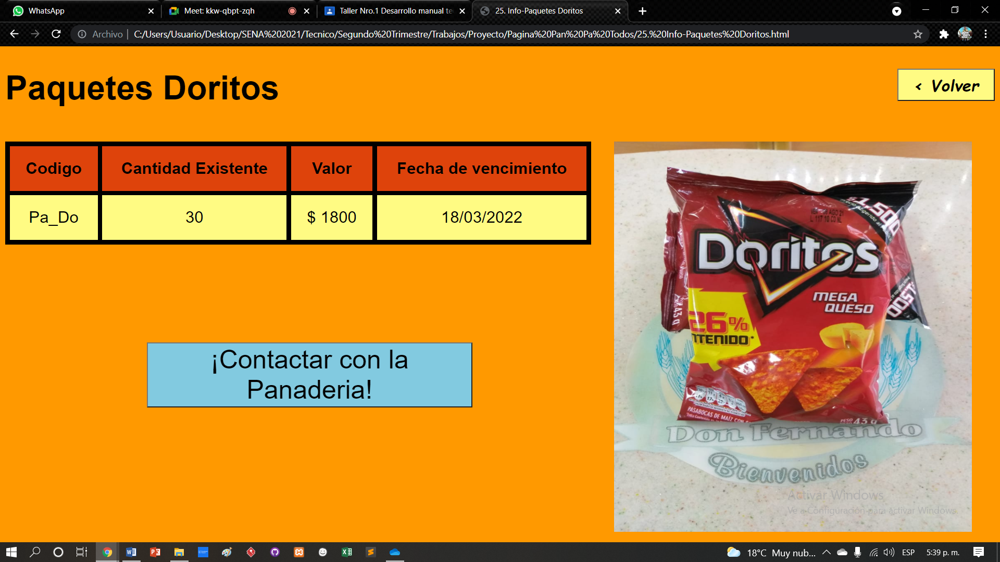 WhatsApp
Meet: kkw-qbpt-zqh
Taller Nro.1 Desarrollo manual te
25. Info-Paquetes Doritos
Archivo
C:/Users/Usuario/Desktop/SENA%202021/Tecnico/Segundo%20Trimestre/Trabajos/Proyecto/Pagina%20Pan%20Pa%20Todos/25.%20Info-Paquetes%20Doritos.html
Paquetes Doritos
< Volver
Codigo
Cantidad Existente
Valor
Fecha de vencimiento
Pa_Do
30
$ 1800
18/03/2022
¡Contactar con la
Panaderia!
$1.500
Doritos
MEGA
QUESO
26%
NTENIDO*
43 g
1.500
PASABOCAS DE MAÍZ CON
PESO 43 g
Don Fernando
Bienvenidos
Activar Windows
Ve a Configuración para activar Windows.
18°C Muy nub...
ESP
5:39 p. m.